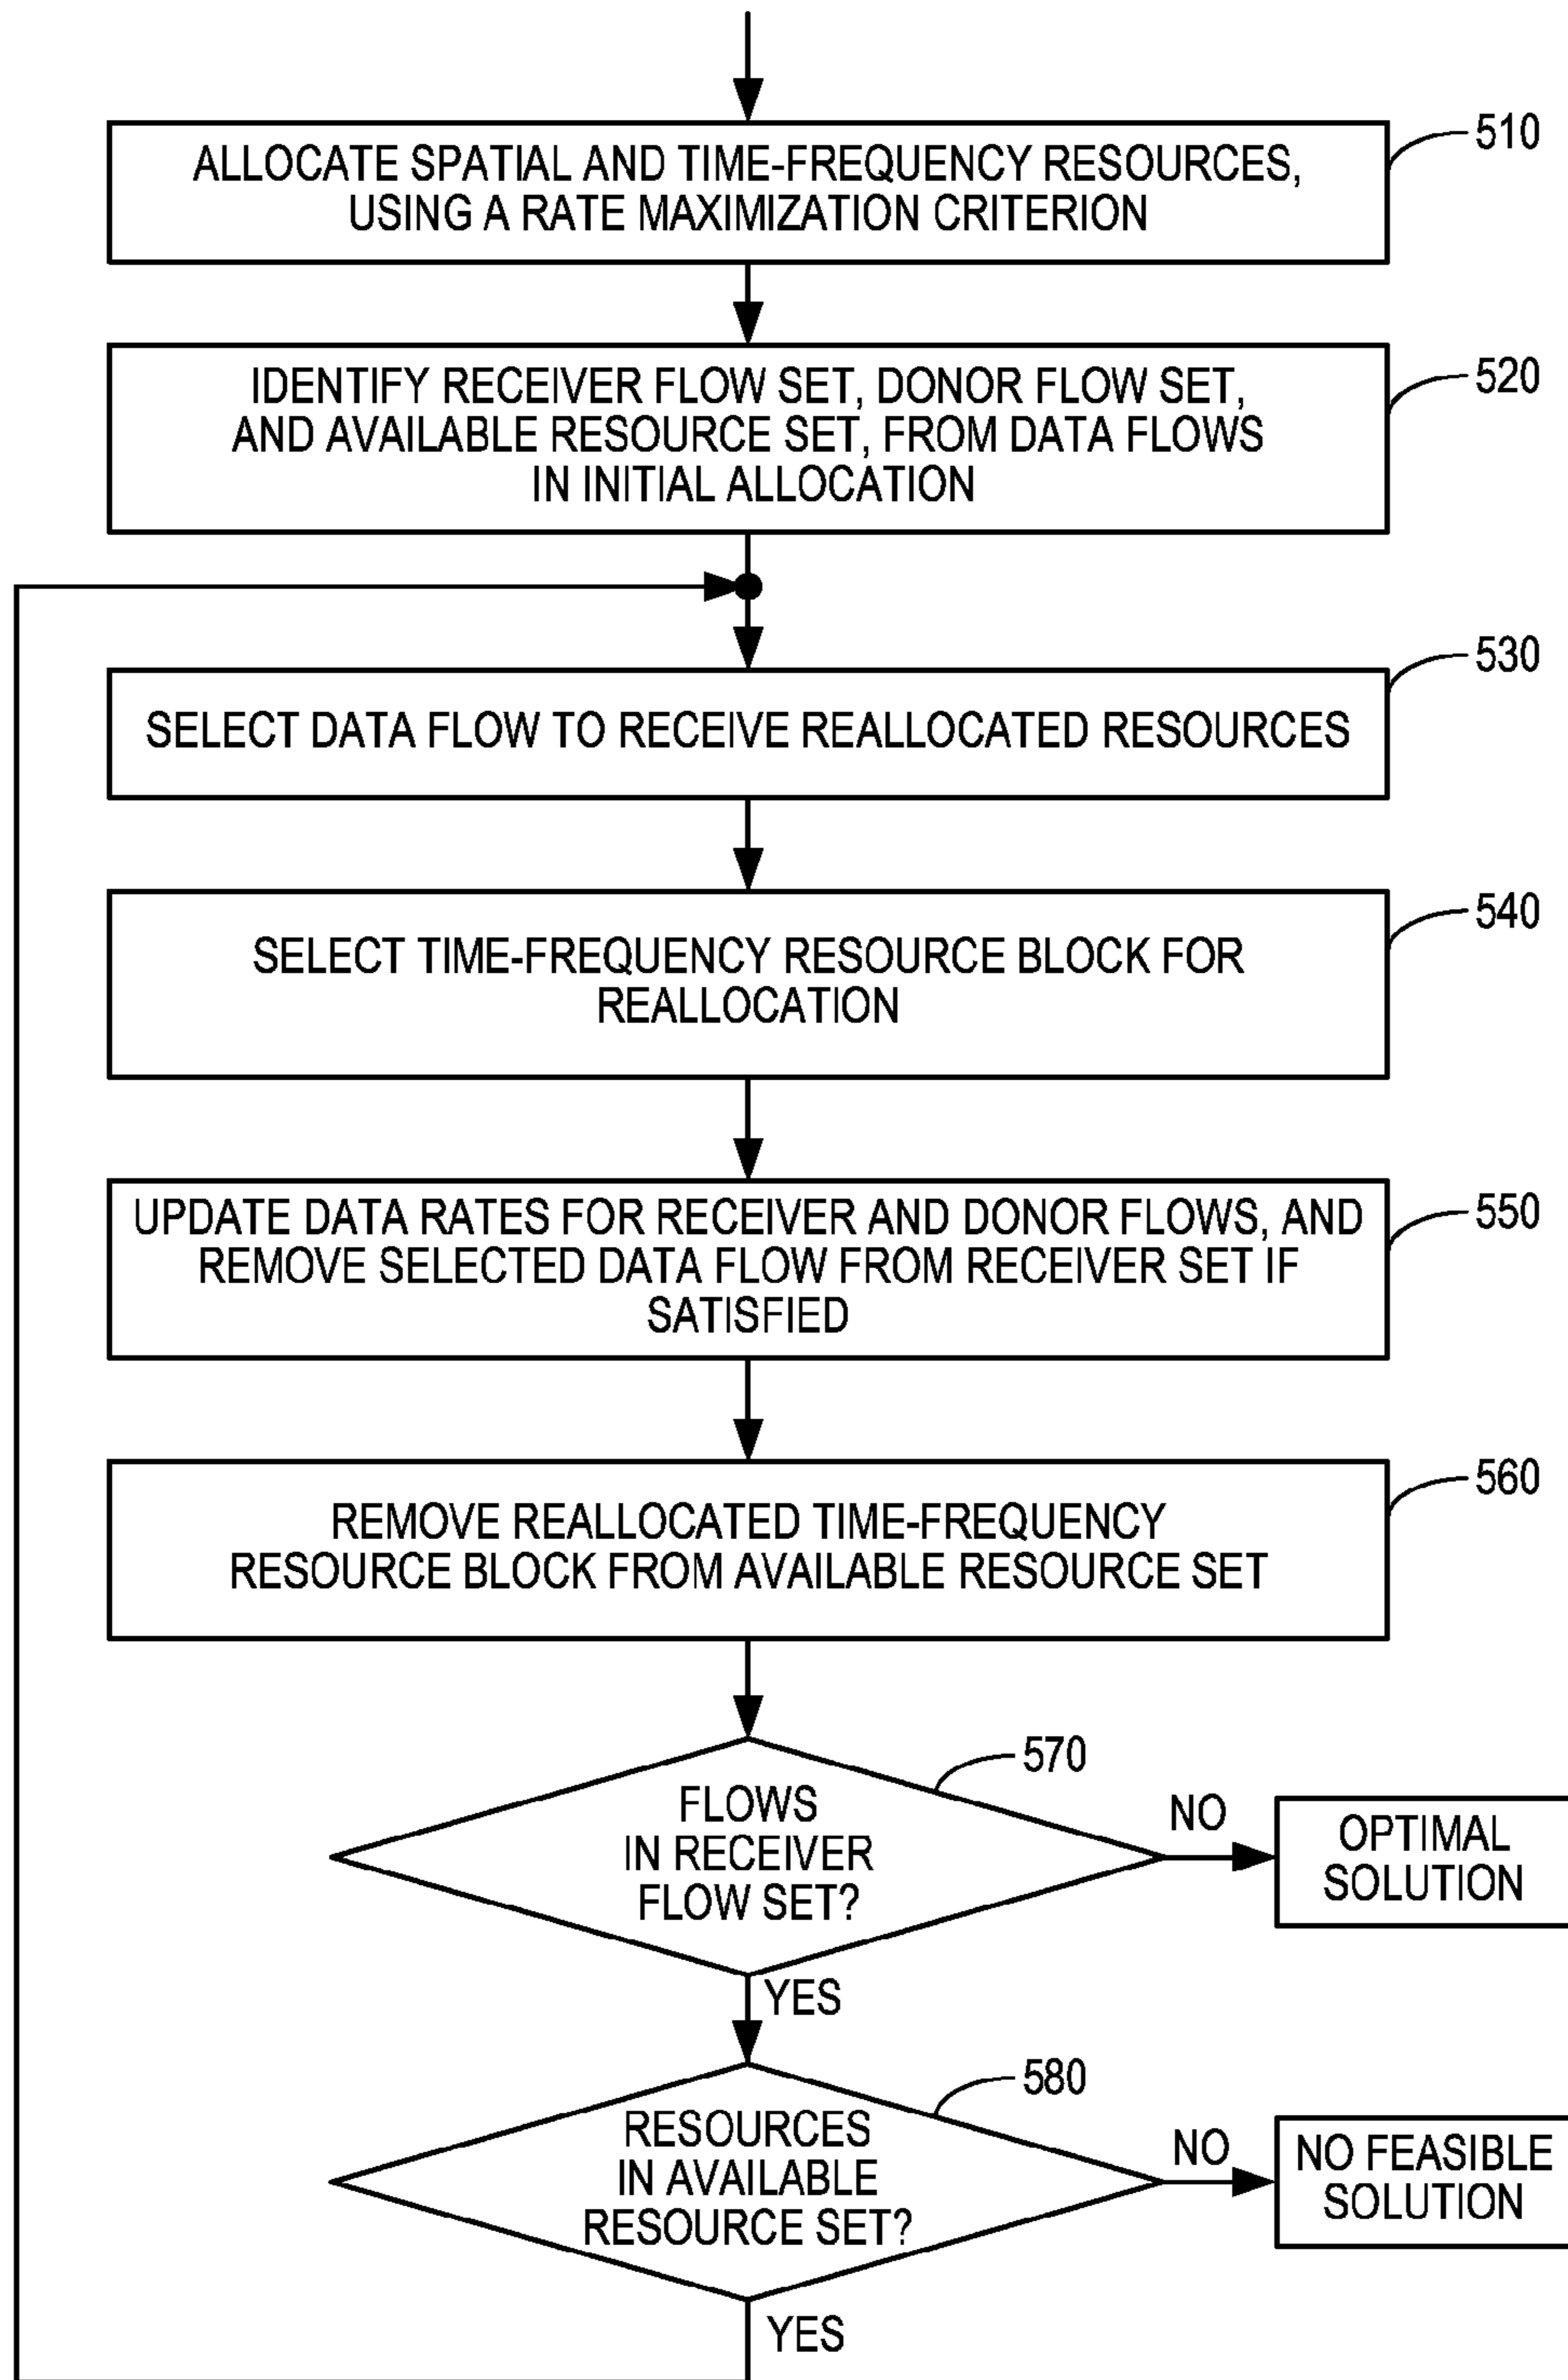 ALLOCATE SPATIAL AND TIME-FREQUENCY RESOURCES,
USING A RATE MAXIMIZATION CRITERION
510
IDENTIFY RECEIVER FLOW SET, DONOR FLOW SET,
AND AVAILABLE RESOURCE SET, FROM DATA FLOWS
IN INITIAL ALLOCATION
520
SELECT DATA FLOW TO RECEIVE REALLOCATED RESOURCES
530
SELECT TIME-FREQUENCY RESOURCE BLOCK FOR
REALLOCATION
540
UPDATE DATA RATES FOR RECEIVER AND DONOR FLOWS, AND
REMOVE SELECTED DATA FLOW FROM RECEIVER SET IF
SATISFIED
550
REMOVE REALLOCATED TIME-FREQUENCY
RESOURCE BLOCK FROM AVAILABLE RESOURCE SET
560
FLOWS
IN RECEIVER
FLOW SET?
570
NO
OPTIMAL
SOLUTION
YES
RESOURCES
IN AVAILABLE
RESOURCE SET?
580
NO
NO FEASIBLE
SOLUTION
YES